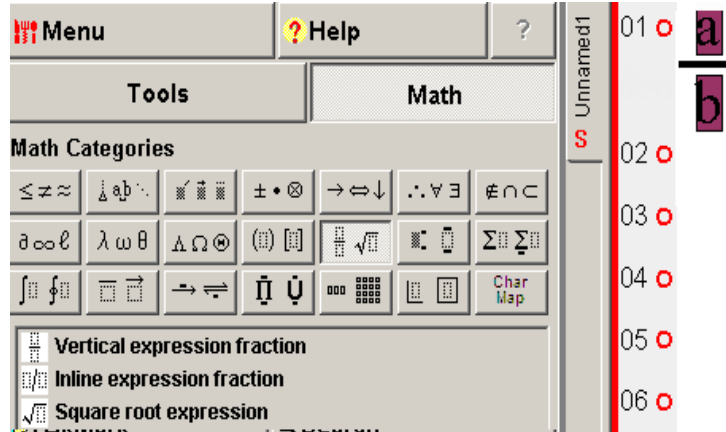 Menu
? Help
?
Tools
Math
Math Categories
≤ ≠ ≈
a b
± • ⊗
→ ⇔ ↓
∴ ∀ ∃
∉ ∩ ⊂
∂ ∞ ℓ
λ ω θ
Λ Ω Θ
(▯) [▯]
√▯
Σ▯ Σ▯
∫▯ ∮▯
Π U
Char
Map
Vertical expression fraction
▯/▯ Inline expression fraction
√▯ Square root expression
Unnamed1
S
01
a
b
02
03
04
05
06